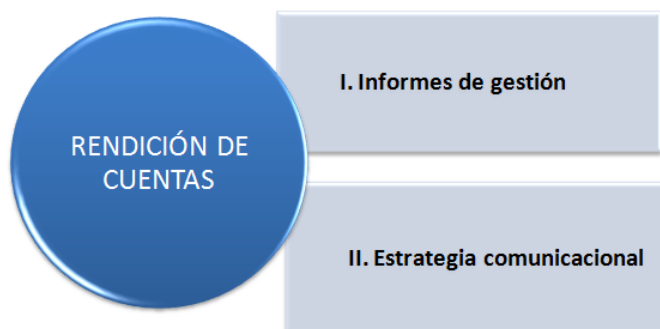 RENDICIÓN DE
CUENTAS
I. Informes de gestión
II. Estrategia comunicacional